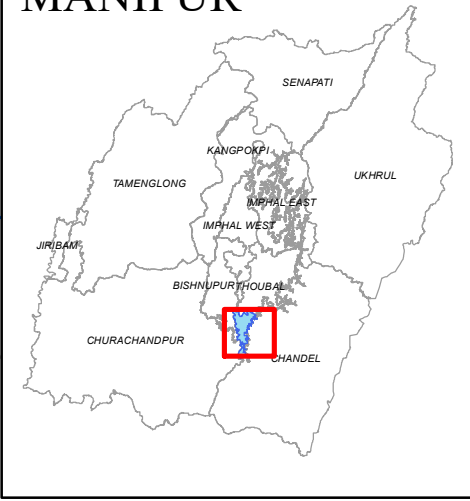 MANIPUR
SENAPATI
KANGPOKPI
UKHRUL
TAMENGLONG
IMPHAL EAST
IMPHAL WEST
JIRIBAM
BISHNUPUR
THOUBAL
CHURACHANDPUR
CHANDEL